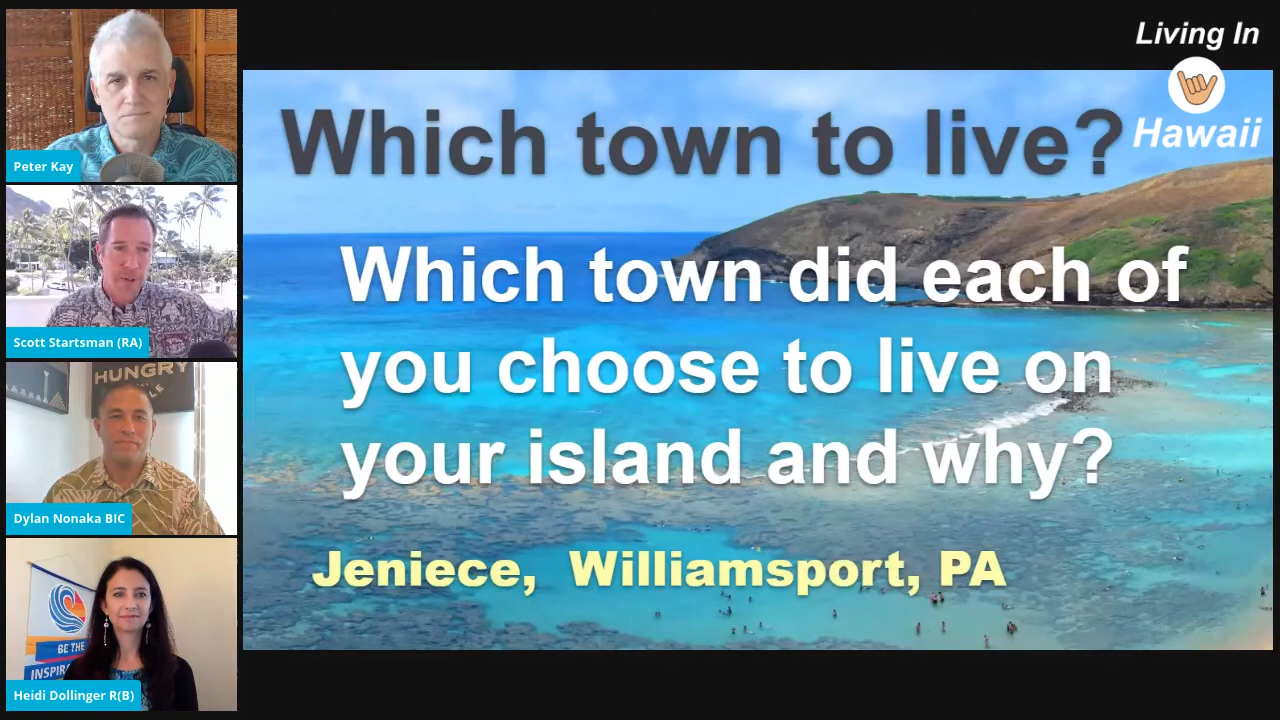 Living In
Hawaii
Peter Kay
Scott Startsman (RA)
HUNGRY
Dylan Nonaka BIC
BE THE
Heidi Dollinger R(B)
Which town to live?
Which town did each of
you choose to live on
your island and why?
Jeniece, Williamsport, PA